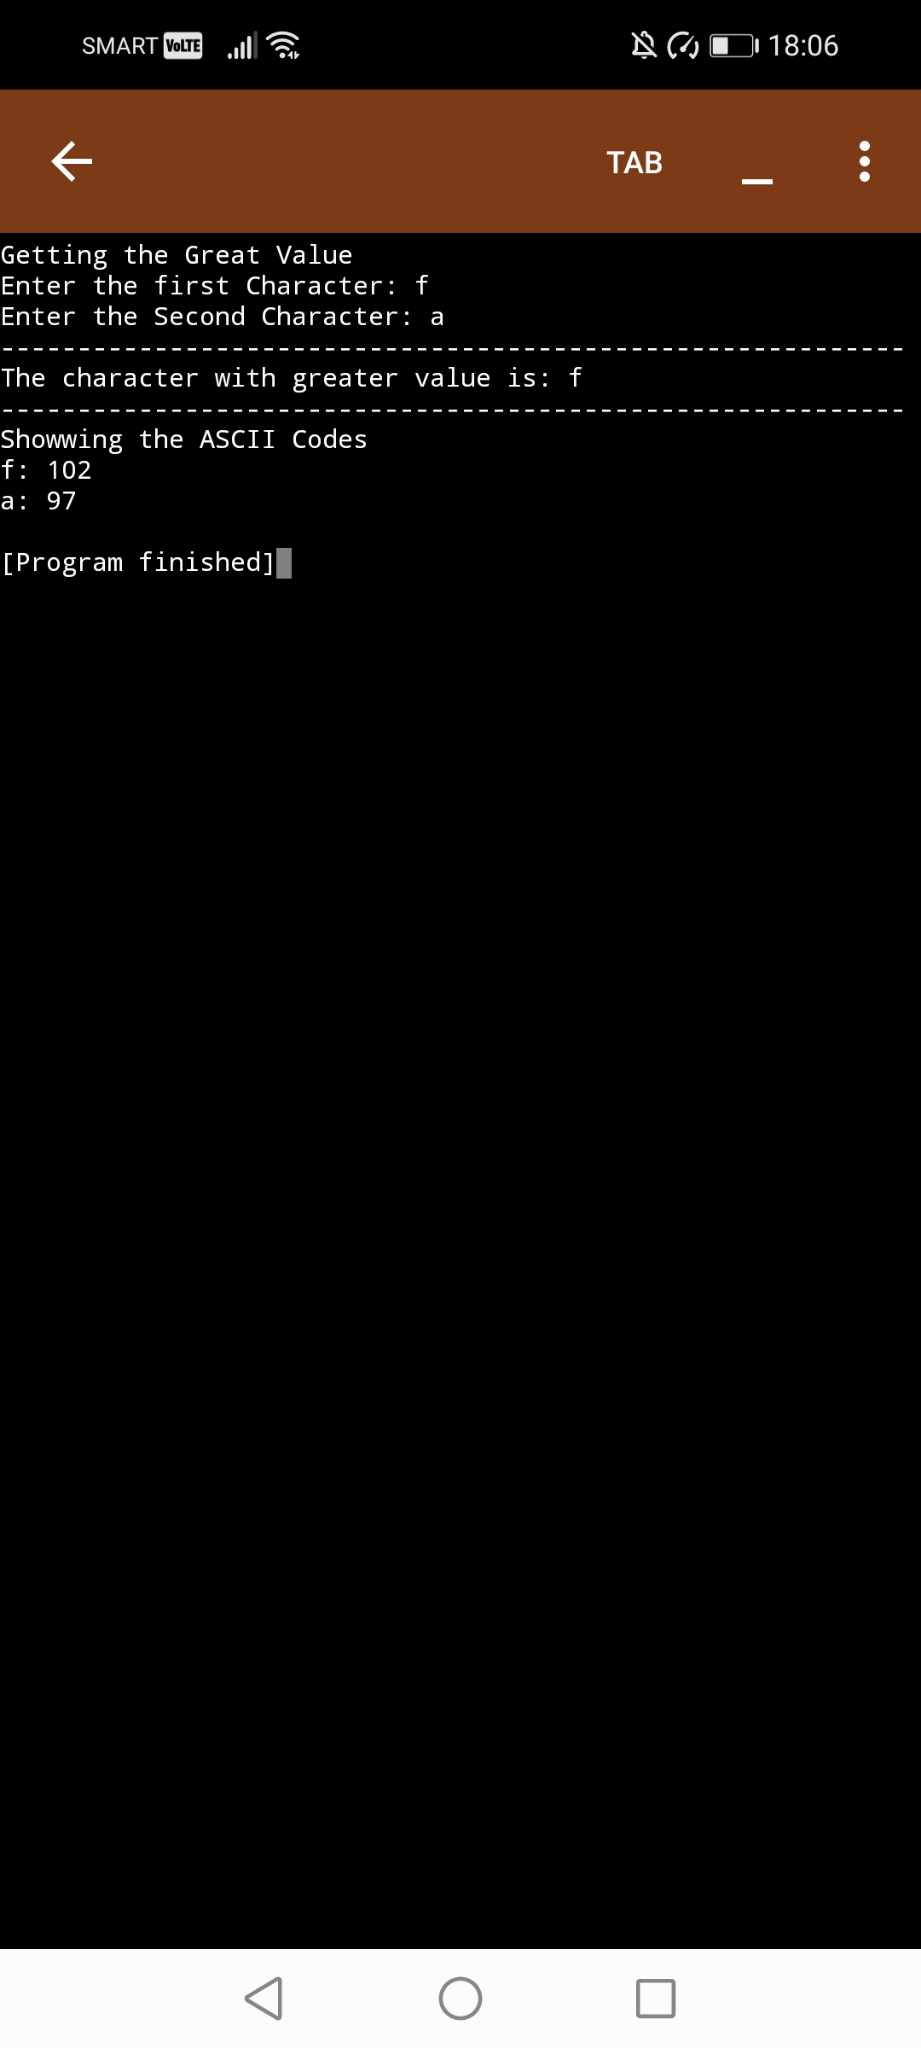 SMART VoLTE 18:06
TAB
Getting the Great Value
Enter the first Character: f
Enter the Second Character: a
-----------------------------------------------------------
The character with greater value is: f
-----------------------------------------------------------
Showwing the ASCII Codes
f: 102
a: 97
[Program finished]